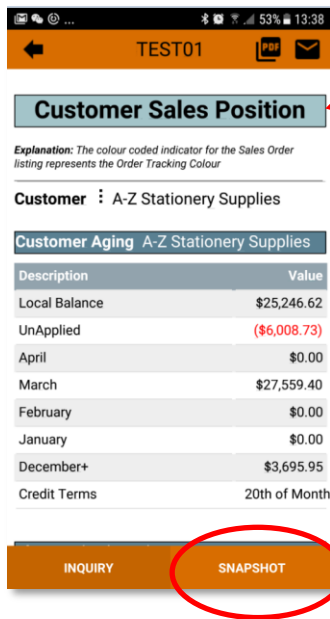 ... 53% 13:38
TEST01 PDF
Customer Sales Position
Explanation: The colour coded indicator for the Sales Order
listing represents the Order Tracking Colour
Customer : A-Z Stationery Supplies
Customer Aging A-Z Stationery Supplies
Description Value
Local Balance $25,246.62
UnApplied ($6,008.73)
April $0.00
March $27,559.40
February $0.00
January $0.00
December+ $3,695.95
Credit Terms 20th of Month
INQUIRY SNAPSHOT